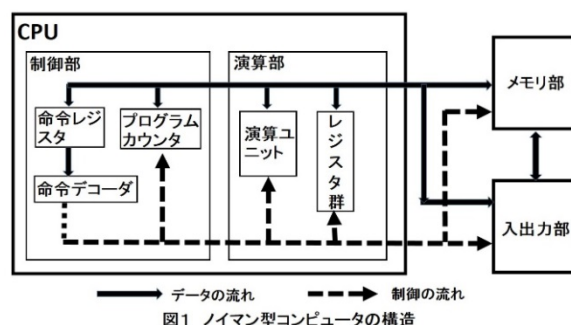 CPU
制御部
演算部
メモリ部
命令レジ
スタ
プログラム
カウンタ
演算ユ
ニット
レジスタ群
命令デコーダ
入出力部
データの流れ
制御の流れ
図1 ノイマン型コンピュータの構造